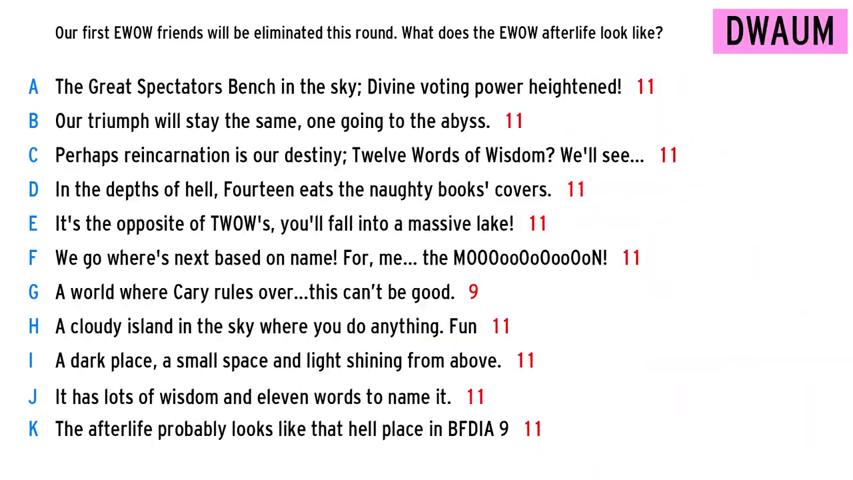 Our first EWOW friends will be eliminated this round. What does the EWOW afterlife look like?
DWAUM
A The Great Spectators Bench in the sky; Divine voting power heightened! 11
B Our triumph will stay the same, one going to the abyss. 11
C Perhaps reincarnation is our destiny; Twelve Words of Wisdom? We'll see... 11
D In the depths of hell, Fourteen eats the naughty books' covers. 11
E It's the opposite of TWOW's, you'll fall into a massive lake! 11
F We go where's next based on name! For, me... the MOOOooOoOooOoN! 11
G A world where Cary rules over...this can’t be good. 9
H A cloudy island in the sky where you do anything. Fun 11
I A dark place, a small space and light shining from above. 11
J It has lots of wisdom and eleven words to name it. 11
K The afterlife probably looks like that hell place in BFDIA 9 11